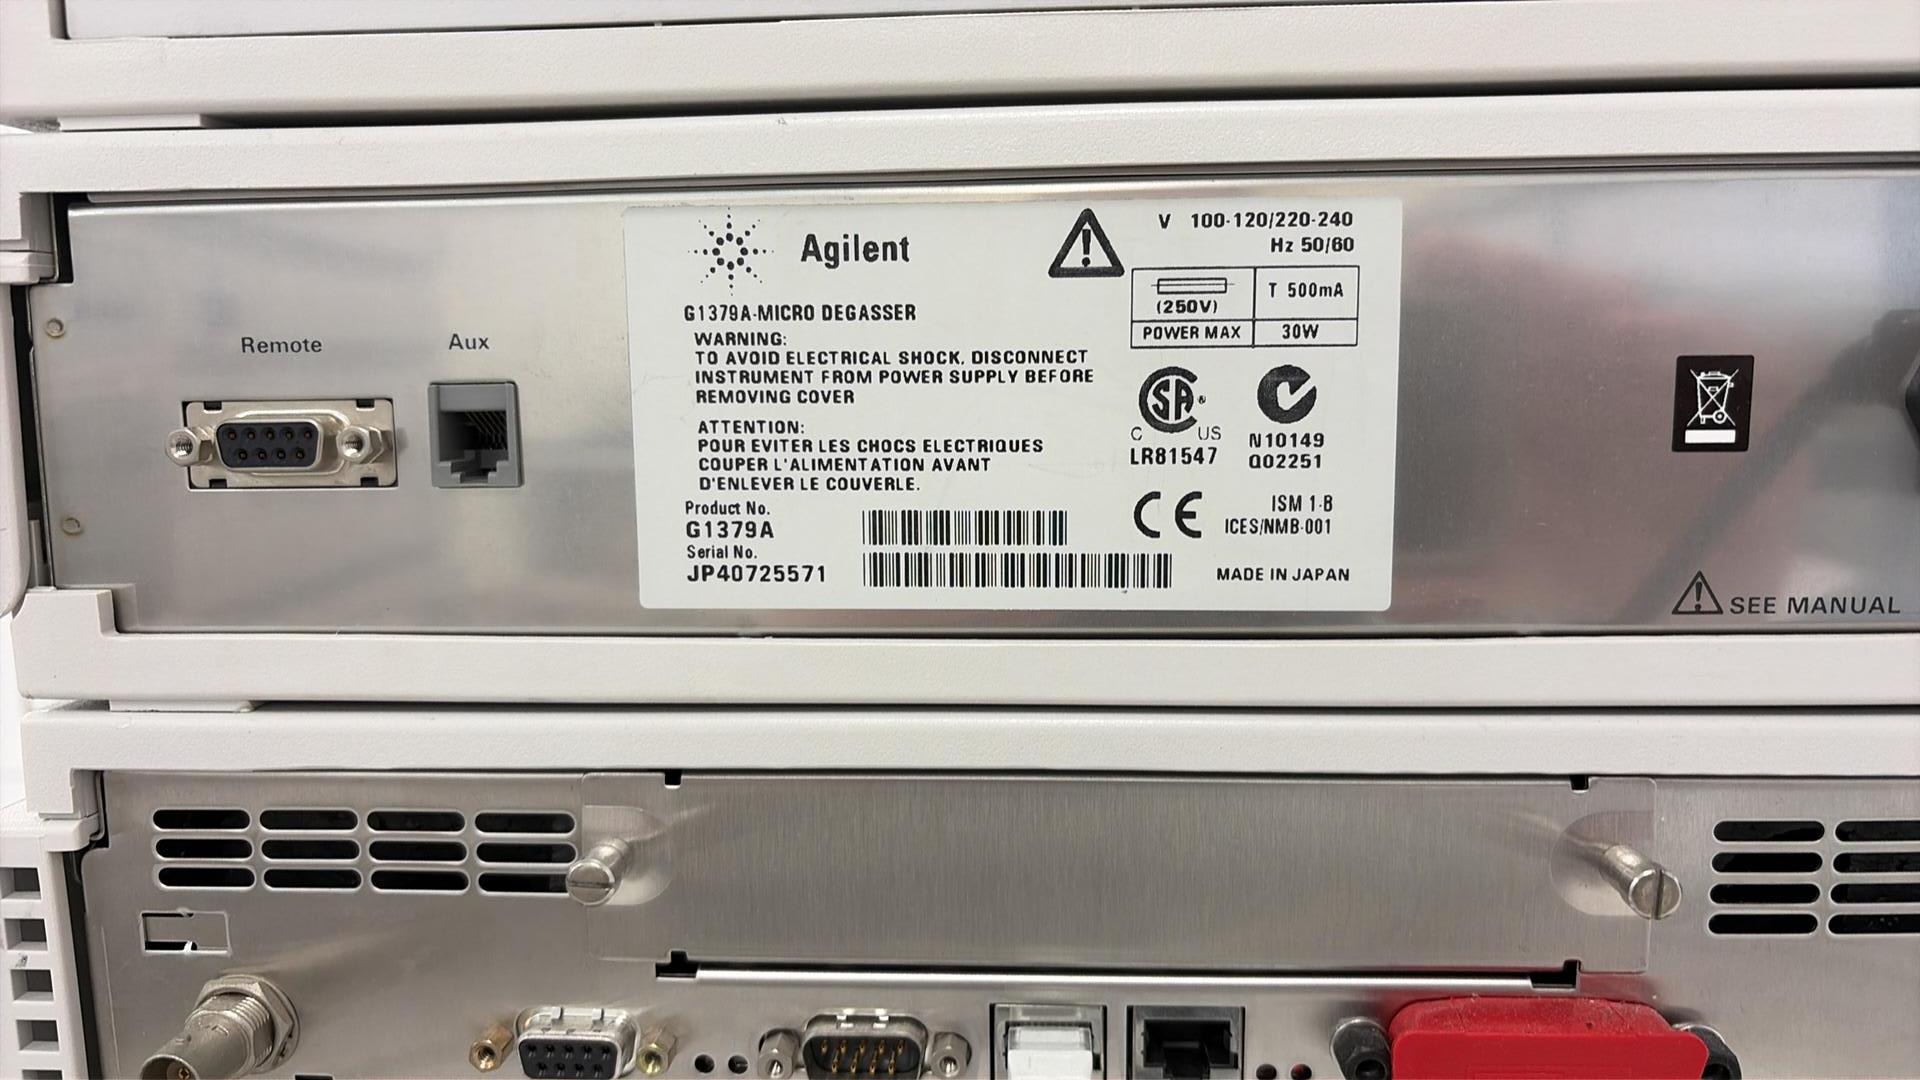 Remote
Aux
Agilent
G1379A-MICRO DEGASSER
WARNING:
TO AVOID ELECTRICAL SHOCK. DISCONNECT
INSTRUMENT FROM POWER SUPPLY BEFORE
REMOVING COVER
ATTENTION:
POUR EVITER LES CHOCS ELECTRIQUES
COUPER L'ALIMENTATION AVANT
D'ENLEVER LE COUVERLE.
Product No.
G1379A
Serial No.
JP40725571
V 100-120/220-240
Hz 50/60
(250V) T 500mA
POWER MAX 30W
SA
C US
LR81547
N10149
Q02251
CE
ISM 1-B
ICES/NMB-001
MADE IN JAPAN
SEE MANUAL